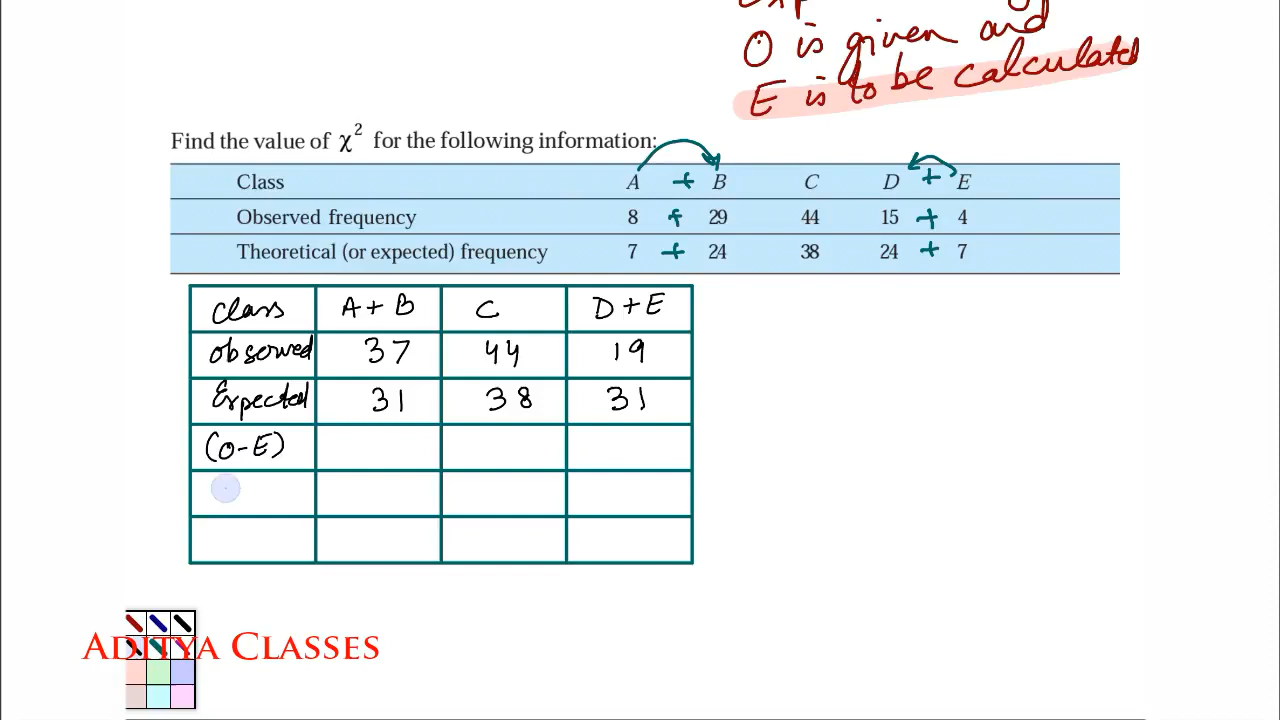 O is given and
E is to be calculated
Find the value of χ² for the following information:
Class A + B C D + E
Observed frequency 8 + 29 44 15 + 4
Theoretical (or expected) frequency 7 + 24 38 24 + 7
Class A + B C D + E
Observed 37 44 19
Expected 31 38 31
(O-E)
ADITYA CLASSES